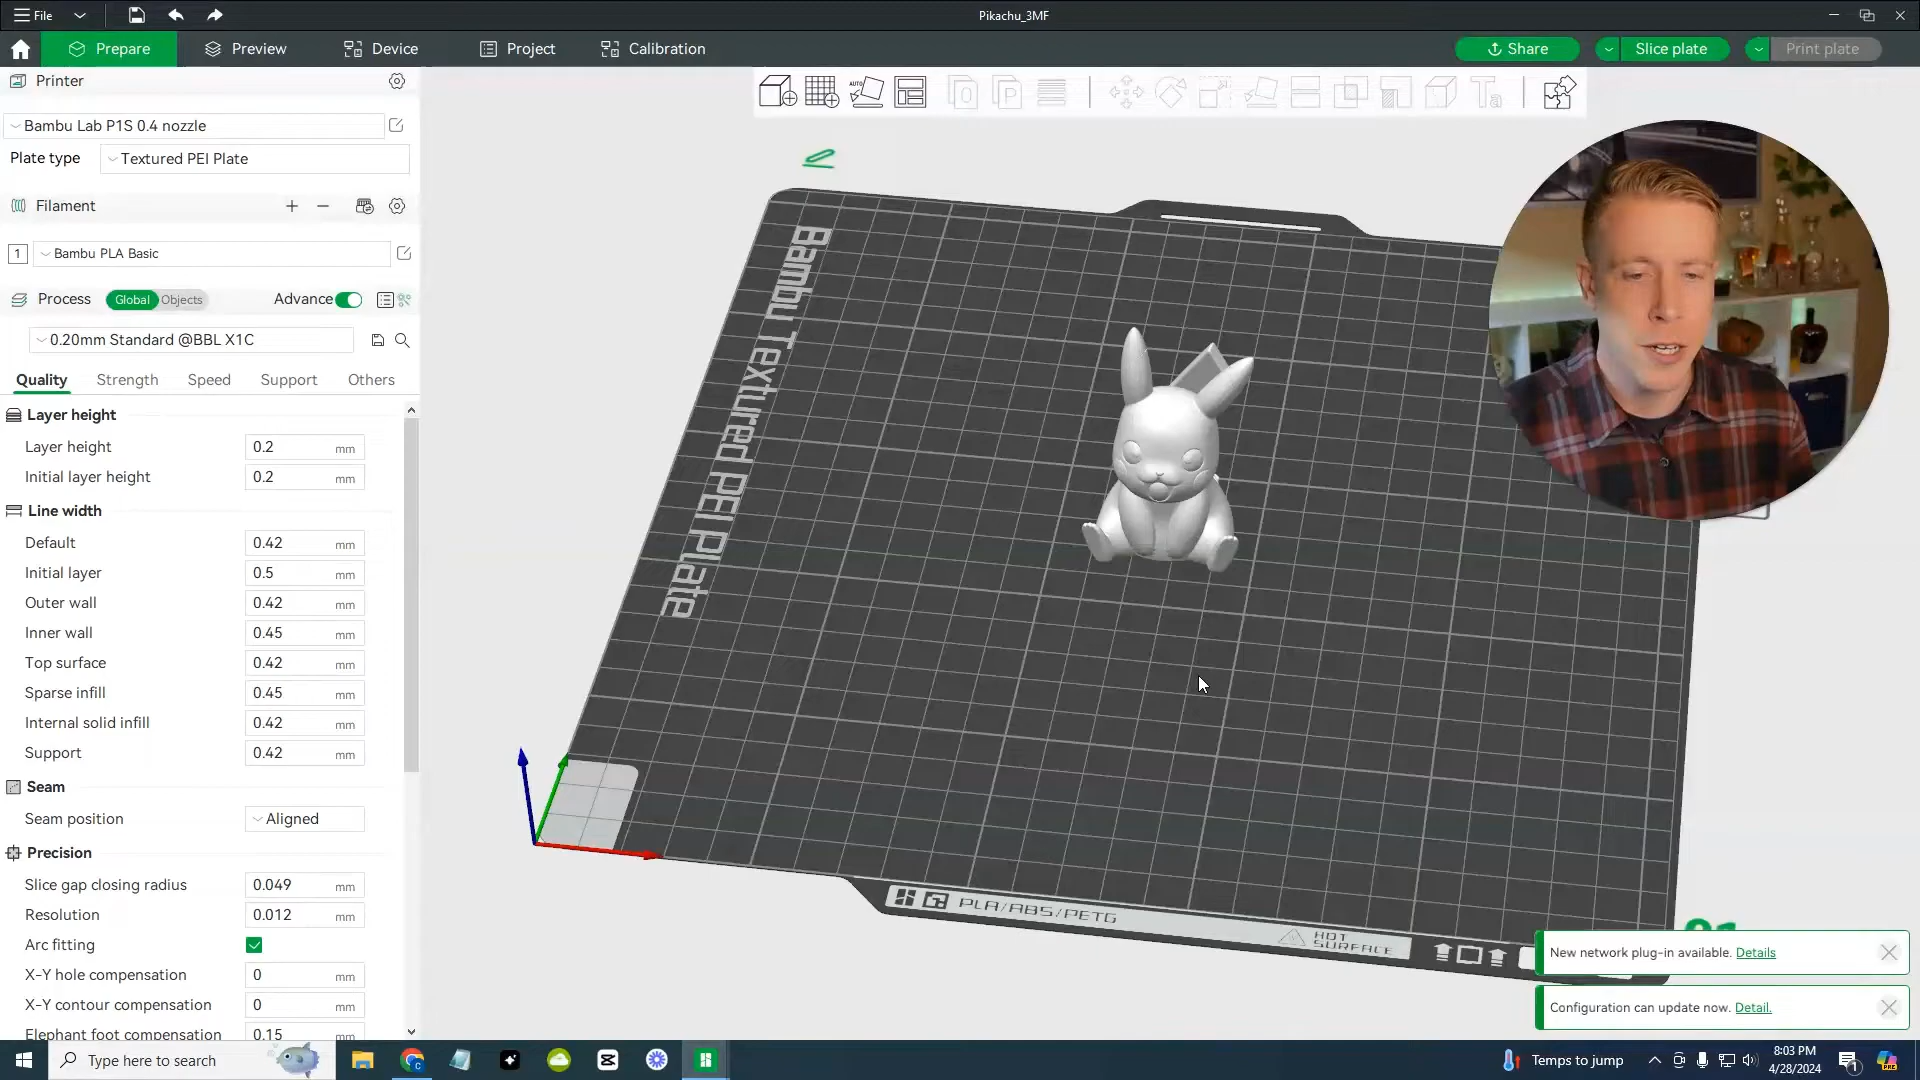 File
Pikachu_3MF
Prepare
Preview
Device
Project
Calibration
Share
Slice plate
Print plate
Printer
Bambu Lab P1S 0.4 nozzle
Plate type
Textured PEI Plate
Filament
1
Bambu PLA Basic
Process
Global
Objects
Advance
0.20mm Standard @BBL X1C
Quality
Strength
Speed
Support
Others
Layer height
Layer height 0.2 mm
Initial layer height 0.2 mm
Line width
Default 0.42 mm
Initial layer 0.5 mm
Outer wall 0.42 mm
Inner wall 0.45 mm
Top surface 0.42 mm
Sparse infill 0.45 mm
Internal solid infill 0.42 mm
Support 0.42 mm
Seam
Seam position Aligned
Precision
Slice gap closing radius 0.049 mm
Resolution 0.012 mm
Arc fitting
X-Y hole compensation 0 mm
X-Y contour compensation 0 mm
Elephant foot compensation 0.15 mm
AUTO
O
P
Ta
Bambu Textured PEI Plate
PLA/ABS/PETG
HOT
SURFACE
New network plug-in available. Details
Configuration can update now. Detail.
Type here to search
Temps to jump
8:03 PM
4/28/2024
1
PRE